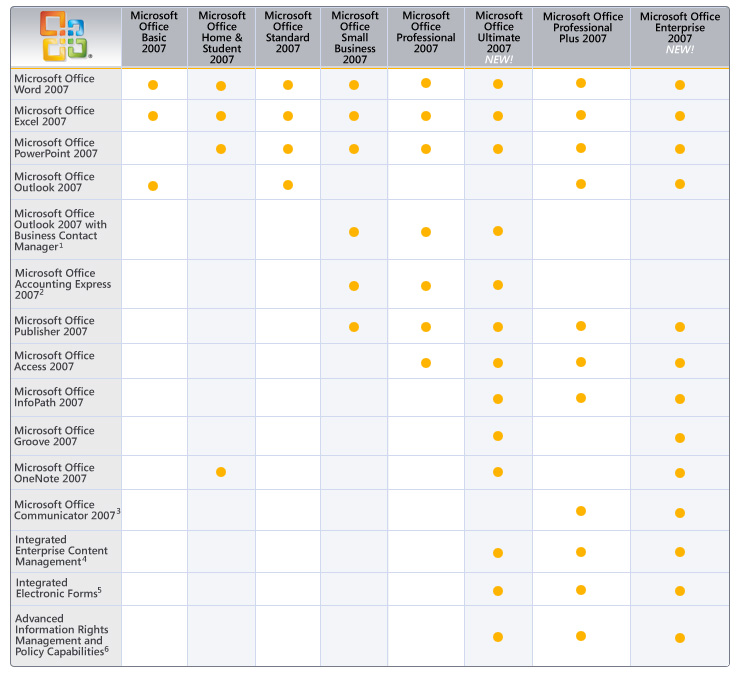 Microsoft
Office
Basic
2007
Microsoft
Office
Home &
Student
2007
Microsoft
Office
Standard
2007
Microsoft
Office
Small
Business
2007
Microsoft
Office
Professional
2007
Microsoft
Office
Ultimate
2007
NEW!
Microsoft Office
Professional
Plus 2007
Microsoft Office
Enterprise
2007
NEW!
Microsoft Office
Word 2007
Microsoft Office
Excel 2007
Microsoft Office
PowerPoint 2007
Microsoft Office
Outlook 2007
Microsoft Office
Outlook 2007 with
Business Contact
Manager¹
Microsoft Office
Accounting Express
2007²
Microsoft Office
Publisher 2007
Microsoft Office
Access 2007
Microsoft Office
InfoPath 2007
Microsoft Office
Groove 2007
Microsoft Office
OneNote 2007
Microsoft Office
Communicator 2007³
Integrated
Enterprise Content
Management⁴
Integrated
Electronic Forms⁵
Advanced
Information Rights
Management and
Policy Capabilities⁶